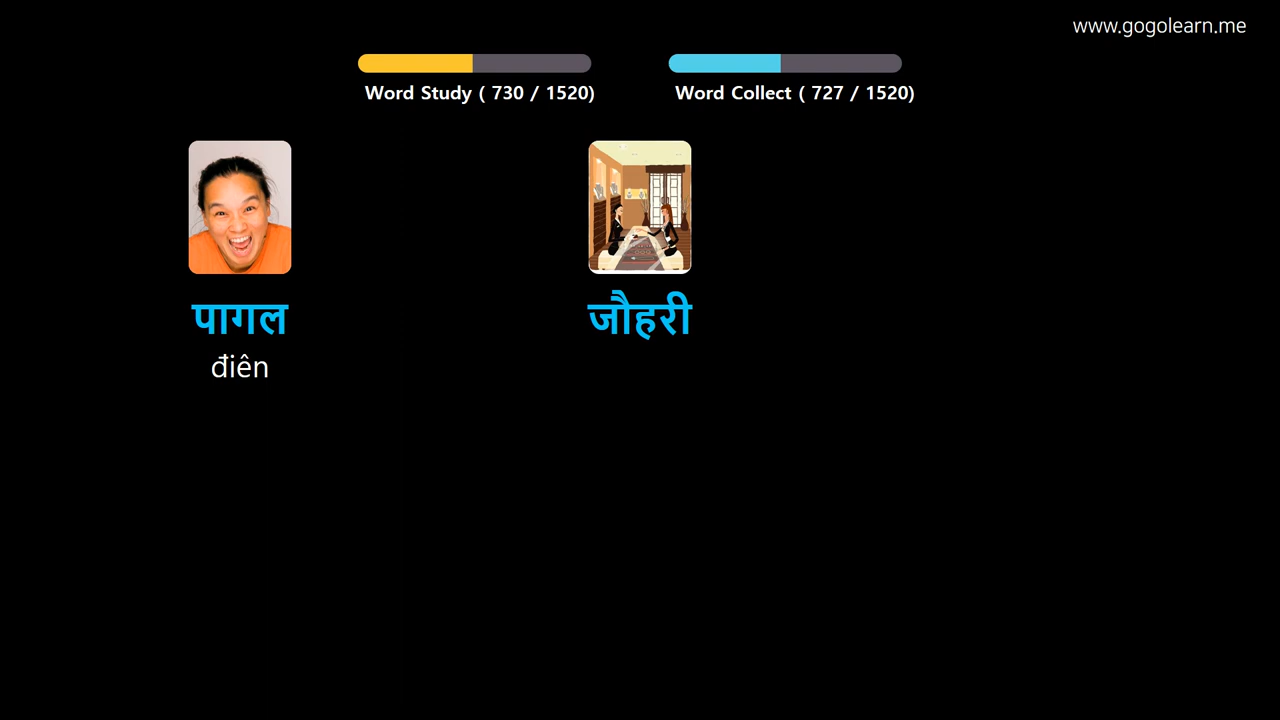 www.gogolearn.me
Word Study ( 730 / 1520)
Word Collect ( 727 / 1520)
पागल
điên
जौहरी